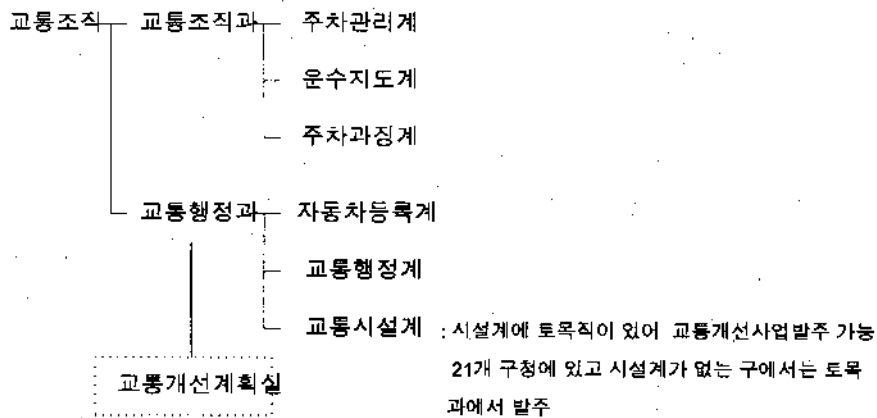 교통조직 교통조직과 주차관리계
운수지도계
주차과징계
교통행정과 자동차등록계
교통행정계
교통시설계 : 시설계에 토목직이 있어 교통개선사업발주 가능
21개 구청에 있고 시설계가 없는 구에서는 토목
교통개선계획실 과에서 발주